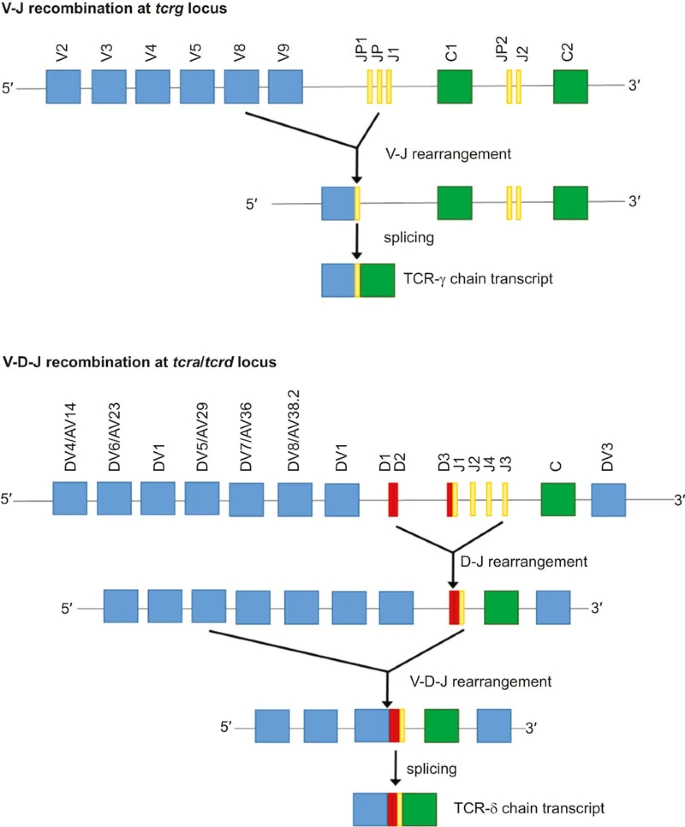 V-J recombination at tcrg locus
V2 V3 V4 V5 V8 V9 JP1 JP J1 C1 JP2 J2 C2
5′ 3′
V-J rearrangement
5′ 3′
splicing
TCR-γ chain transcript
V-D-J recombination at tcra/tcrd locus
DV4/AV14 DV6/AV23 DV1 DV5/AV29 DV7/AV36 DV8/AV38.2 DV1 D1 D2 D3 J1 J2 J4 J3 C DV3
5′ 3′
D-J rearrangement
5′ 3′
V-D-J rearrangement
5′ 3′
splicing
TCR-δ chain transcript